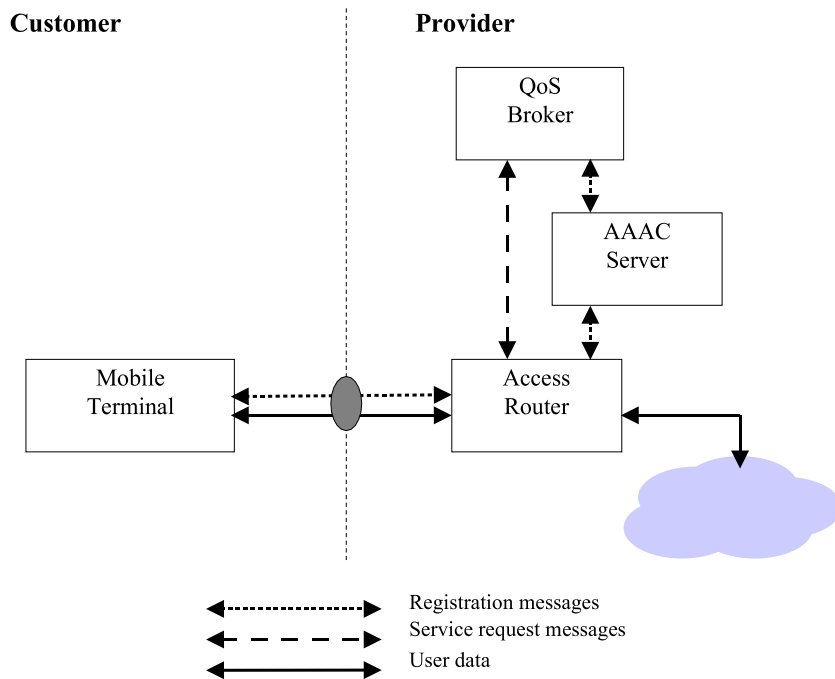 Customer
Provider
QoS
Broker
AAAC
Server
Mobile
Terminal
Access
Router
Registration messages
Service request messages
User data